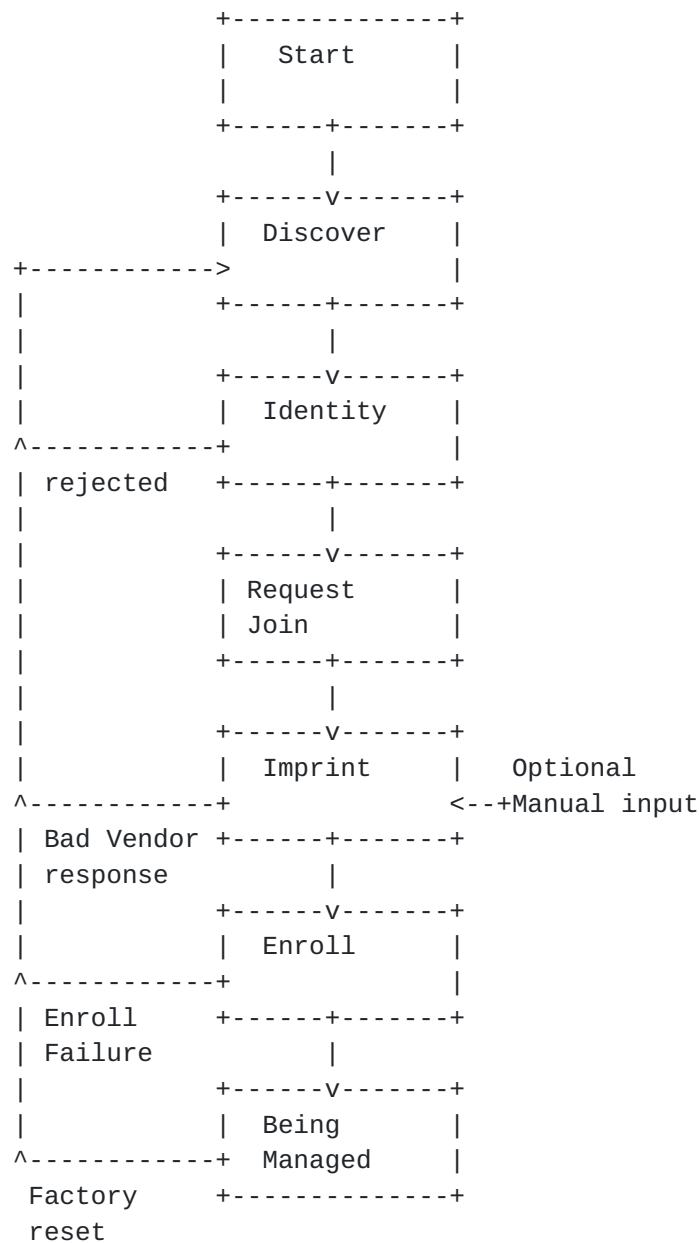 Start
Discover
Identity
rejected
Request
Join
Imprint
Optional
Manual input
Bad Vendor
response
Enroll
Enroll
Failure
Being
Managed
Factory
reset